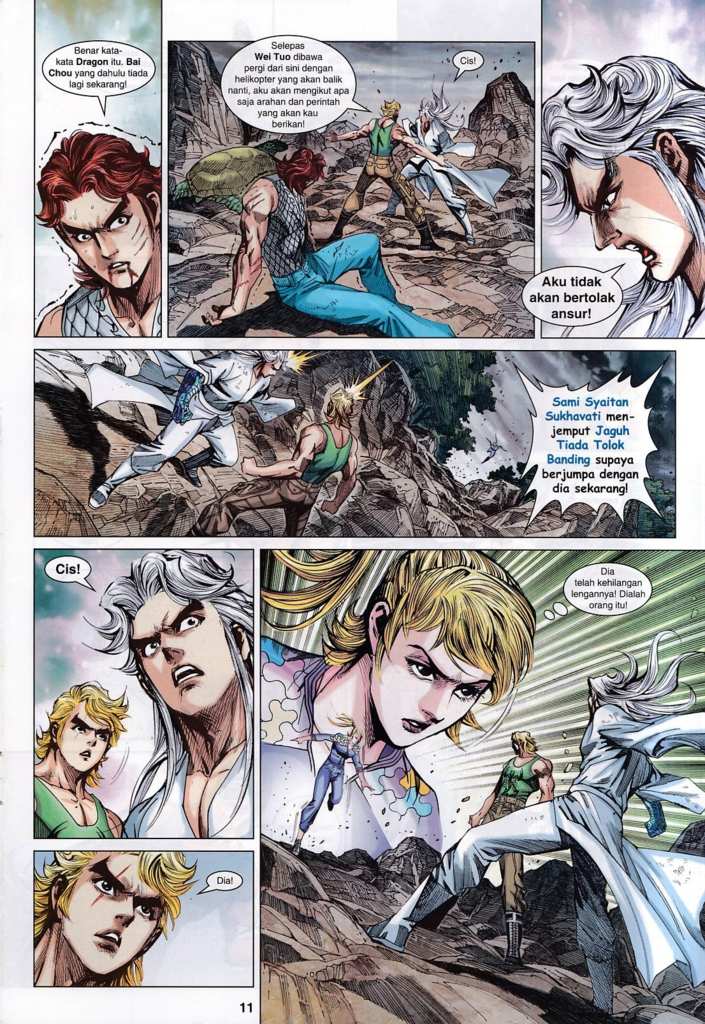 Benar kata-
kata Dragon itu. Bai
Chou yang dahulu tiada
lagi sekarang!
Selepas
Wei Tuo dibawa
pergi dari sini dengan
helikopter yang akan balik
nanti, aku akan mengikut apa
saja arahan dan perintah
yang akan kau
berikan!
Cis!
Aku tidak
akan bertolak
ansur!
Sami Syaitan
Sukhavati men-
jemput Jaguh
Tiada Tolok
Banding supaya
berjumpa dengan
dia sekarang!
Cis!
Dia
telah kehilangan
lengannya! Dialah
orang itu!
Dia!
11